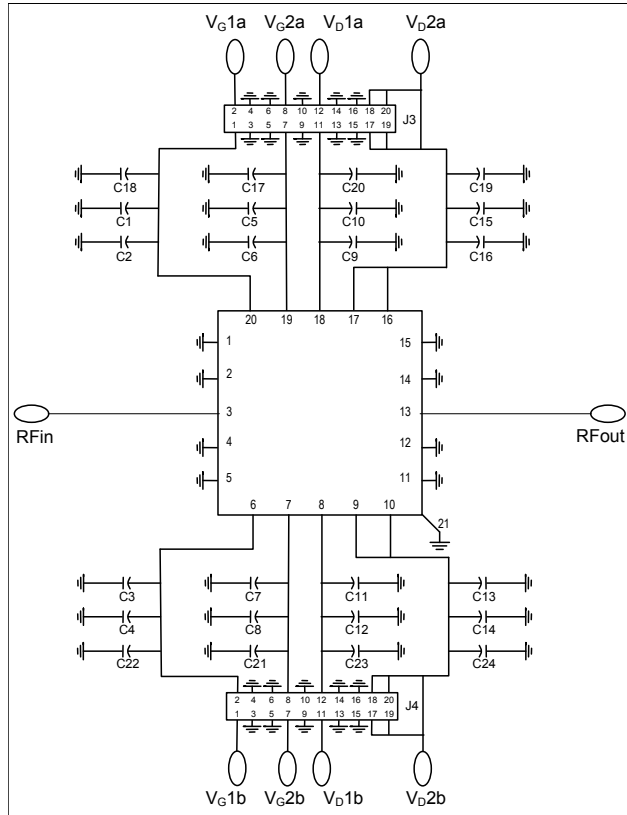 VG1a VG2a VD1a VD2a
2 4 6 8 10 12 14 16 18 20
1 3 5 7 9 11 13 15 17 19
J3
C18 C17 C20 C19
C1 C5 C10 C15
C2 C6 C9 C16
20 19 18 17 16
1 15
2 14
3 13
RFin RFout
4 12
5 11
6 7 8 9 10
21
C3 C7 C11 C13
C4 C8 C12 C14
C22 C21 C23 C24
2 4 6 8 10 12 14 16 18 20
1 3 5 7 9 11 13 15 17 19
J4
VG1b VG2b VD1b VD2b